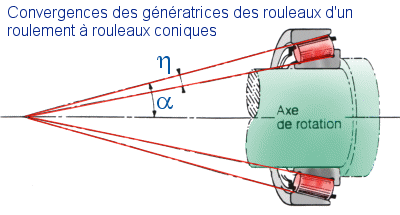 Convergences des génératrices des rouleaux d'un
roulement à rouleaux coniques
η
α
Axe
de rotation